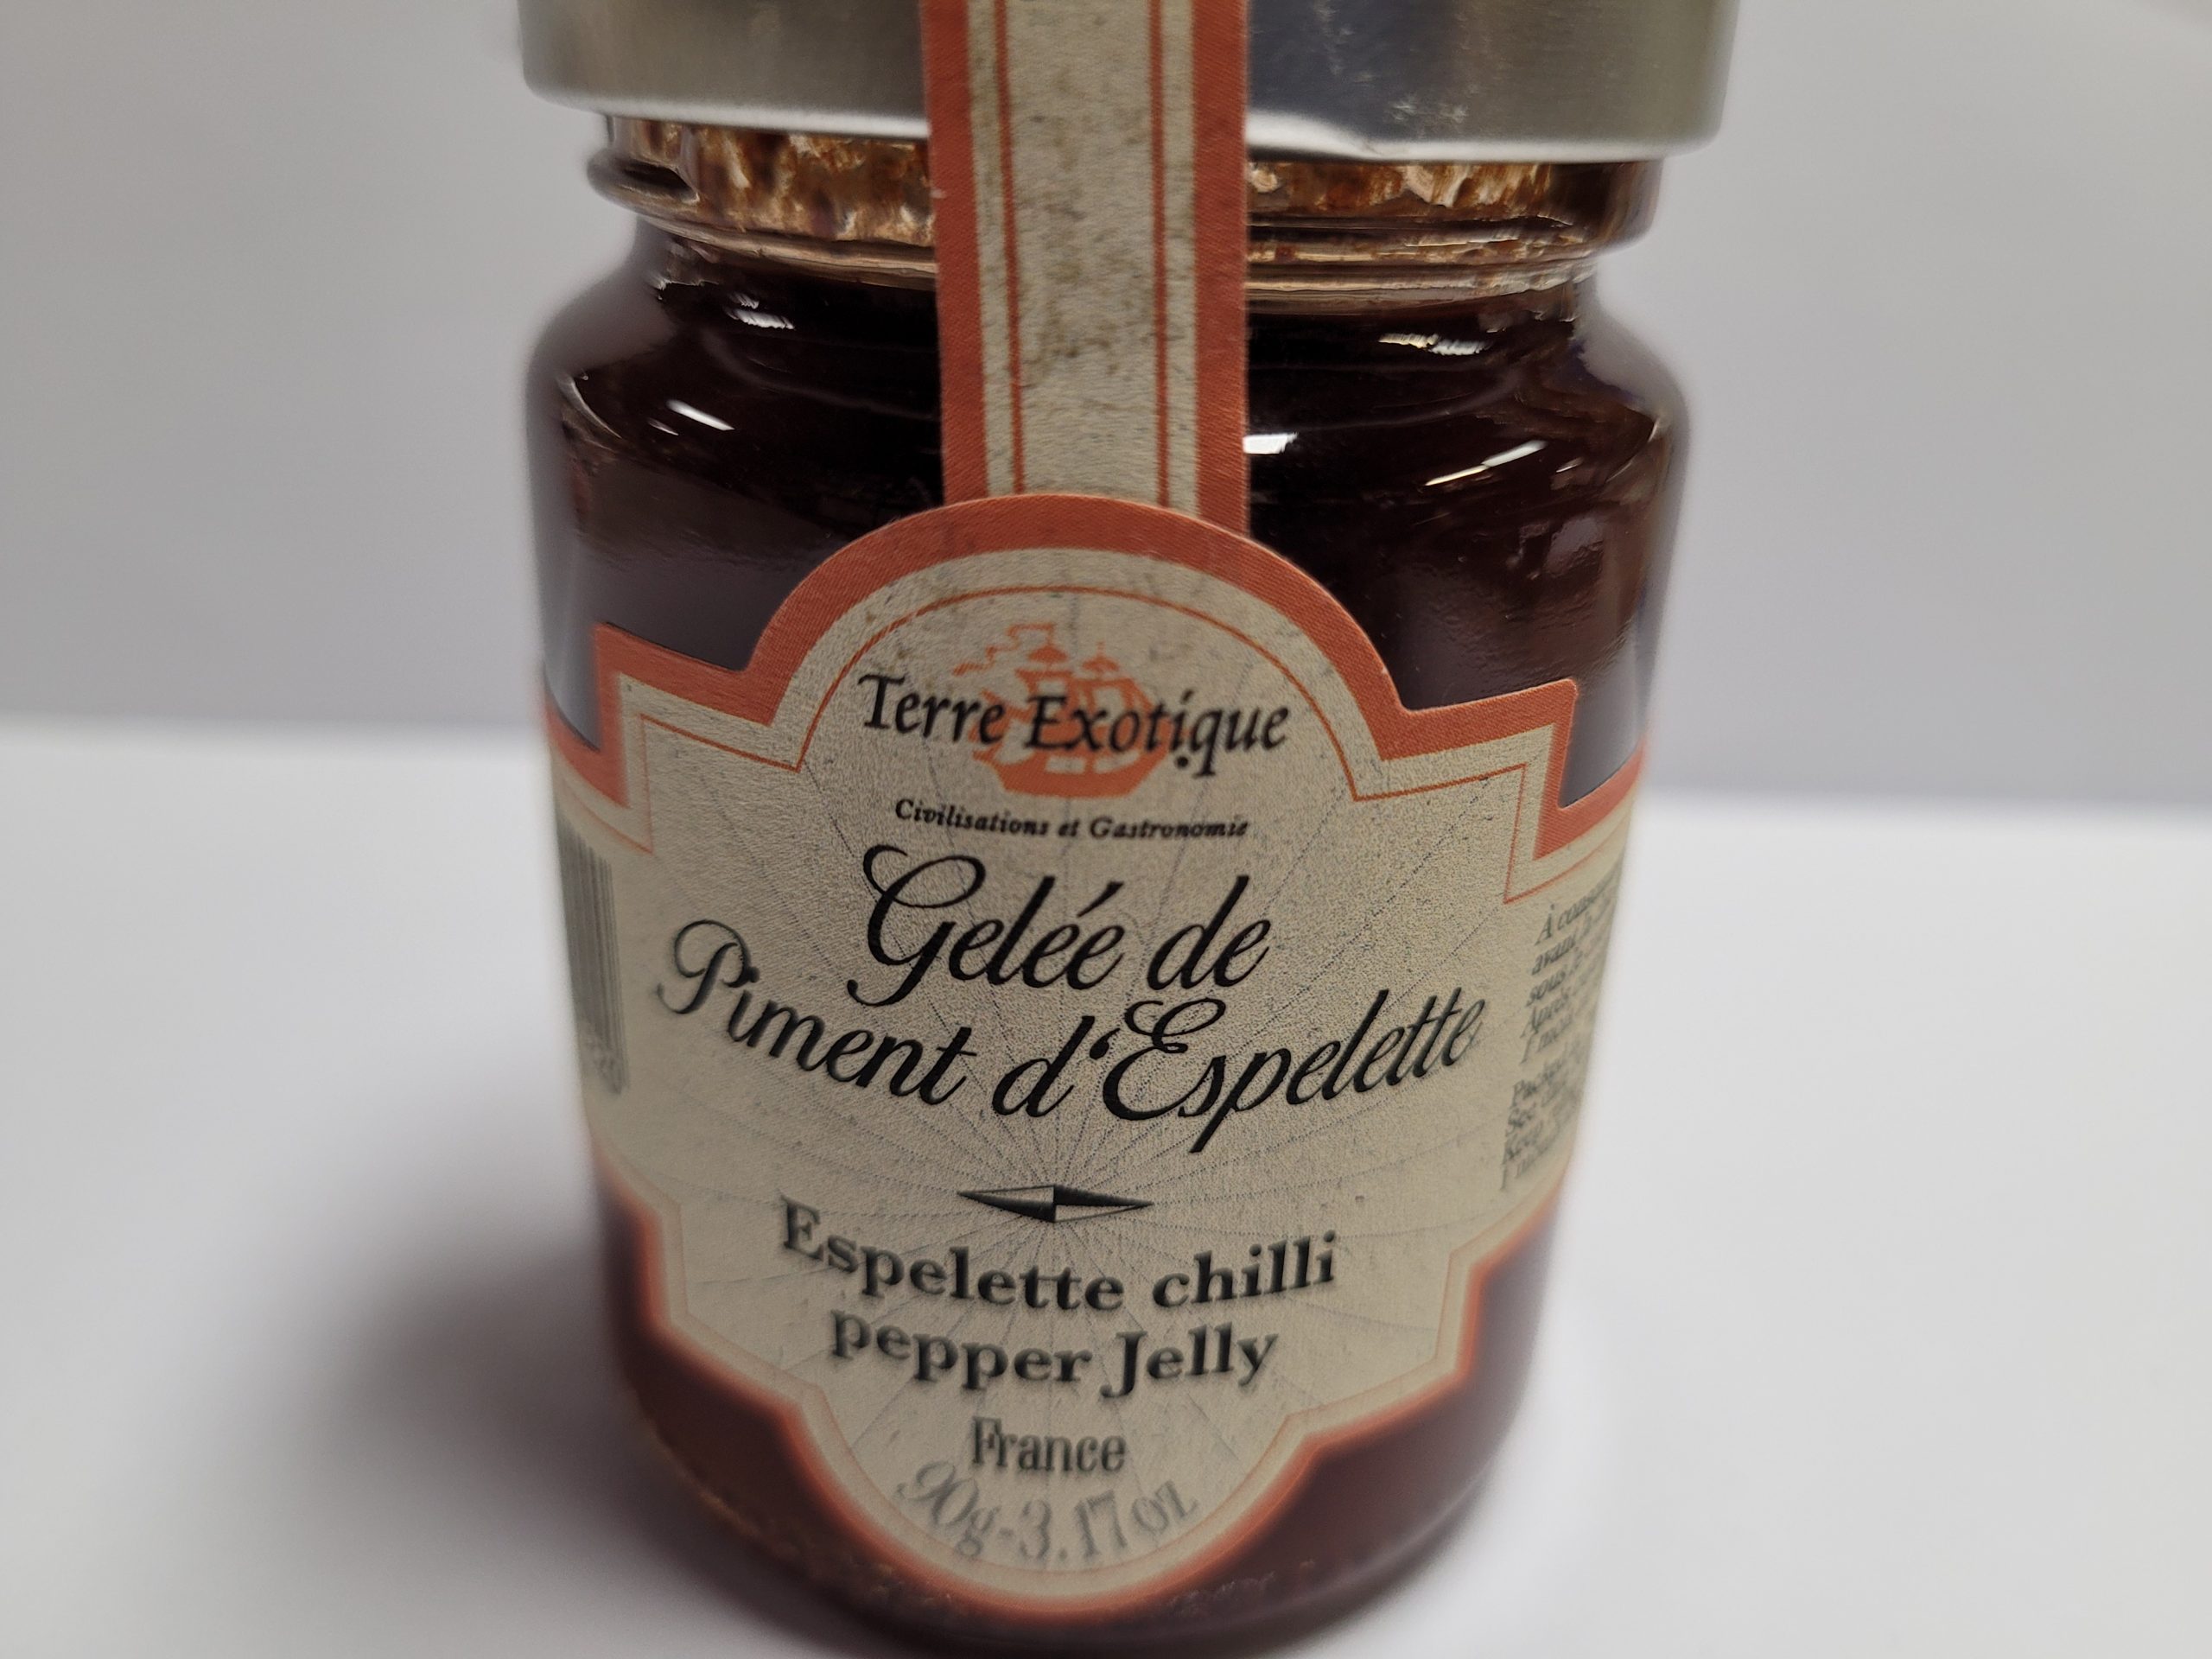 Terre Exotique
Civilisations et Gastronomie
Gelée de
Piment d'Espelette
Espelette chilli
pepper Jelly
France
90g-3.17oz